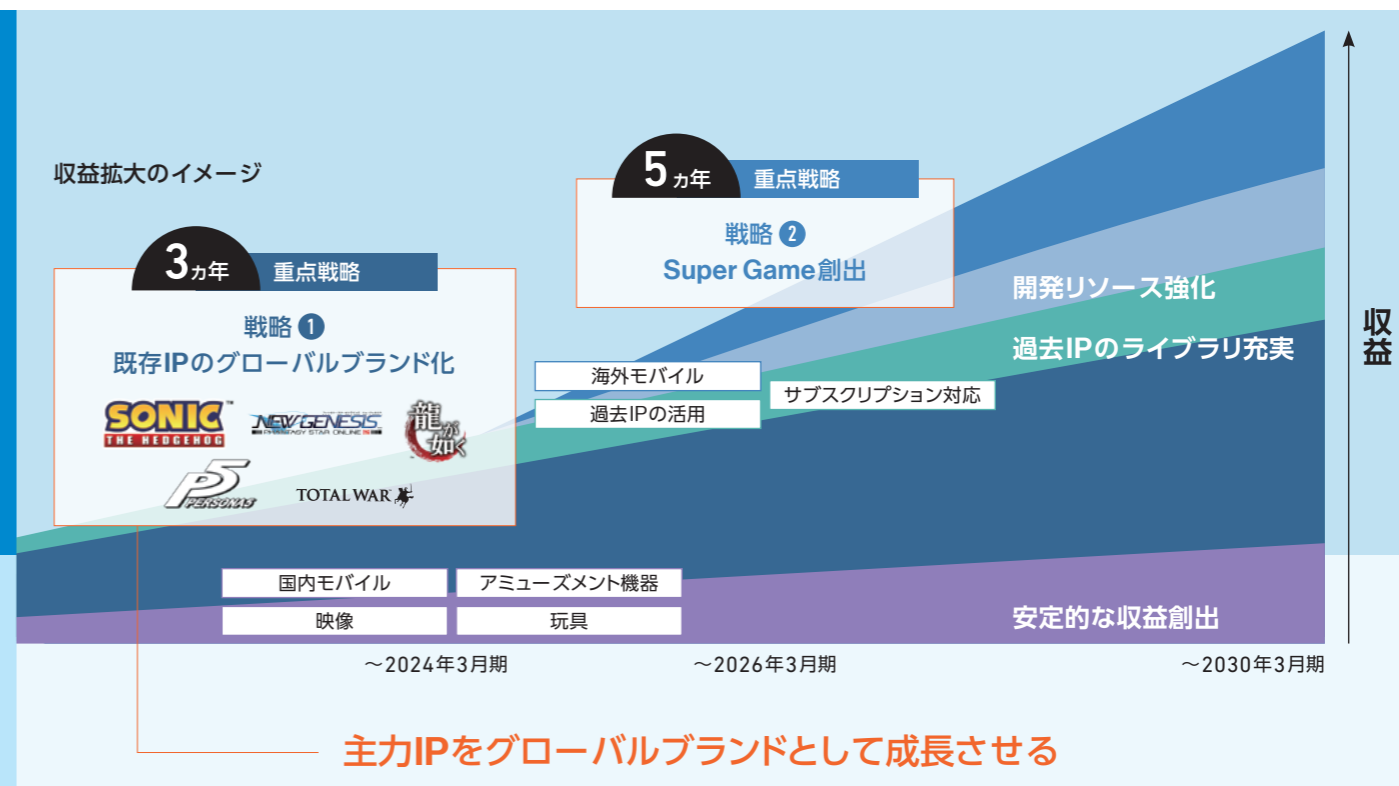 収益拡大のイメージ
3ヵ年
重点戦略
戦略 1
既存IPのグローバルブランド化
SONIC™
THE HEDGEHOG
NEW GENESIS
PHANTASY STAR ONLINE 2
龍が如く
P5
PERSONA5
TOTAL WAR
5ヵ年
重点戦略
戦略 2
Super Game創出
海外モバイル
過去IPの活用
サブスクリプション対応
開発リソース強化
過去IPのライブラリ充実
収益
国内モバイル
アミューズメント機器
映像
玩具
安定的な収益創出
～2024年3月期
～2026年3月期
～2030年3月期
主力IPをグローバルブランドとして成長させる